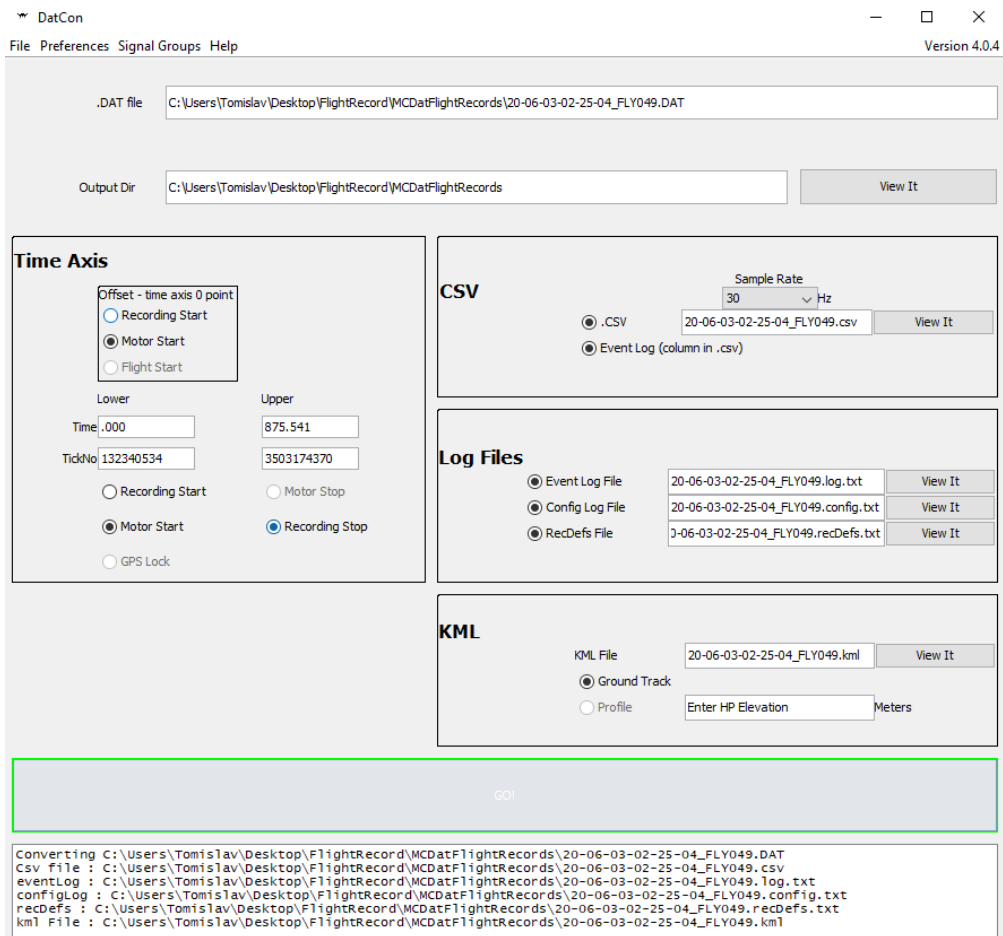 DatCon
File Preferences Signal Groups Help Version 4.0.4
.DAT file C:\Users\Tomislav\Desktop\FlightRecord\MCDatFlightRecords\20-06-03-02-25-04_FLY049.DAT
Output Dir C:\Users\Tomislav\Desktop\FlightRecord\MCDatFlightRecords View It
Time Axis
Offset - time axis 0 point
Recording Start
Motor Start
Flight Start
Lower Upper
Time .000 875.541
TickNo 132340534 3503174370
Recording Start Motor Stop
Motor Start Recording Stop
GPS Lock
CSV
Sample Rate
30 Hz
.CSV 20-06-03-02-25-04_FLY049.csv View It
Event Log (column in .csv)
Log Files
Event Log File 20-06-03-02-25-04_FLY049.log.txt View It
Config Log File 20-06-03-02-25-04_FLY049.config.txt View It
RecDefs File 0-06-03-02-25-04_FLY049.recDefs.txt View It
KML
KML File 20-06-03-02-25-04_FLY049.kml View It
Ground Track
Profile Enter HP Elevation Meters
GO!
Converting C:\Users\Tomislav\Desktop\FlightRecord\MCDatFlightRecords\20-06-03-02-25-04_FLY049.DAT
Csv file : C:\Users\Tomislav\Desktop\FlightRecord\MCDatFlightRecords\20-06-03-02-25-04_FLY049.csv
eventLog : C:\Users\Tomislav\Desktop\FlightRecord\MCDatFlightRecords\20-06-03-02-25-04_FLY049.log.txt
configLog : C:\Users\Tomislav\Desktop\FlightRecord\MCDatFlightRecords\20-06-03-02-25-04_FLY049.config.txt
recDefs : C:\Users\Tomislav\Desktop\FlightRecord\MCDatFlightRecords\20-06-03-02-25-04_FLY049.recDefs.txt
kml File : C:\Users\Tomislav\Desktop\FlightRecord\MCDatFlightRecords\20-06-03-02-25-04_FLY049.kml